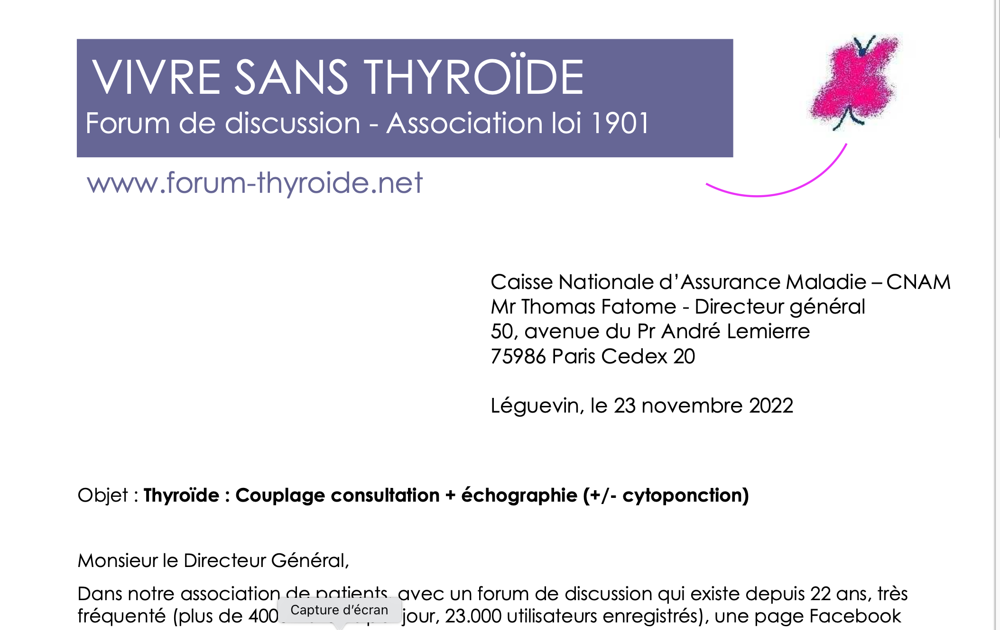 VIVRE SANS THYROÏDE
Forum de discussion - Association loi 1901
www.forum-thyroide.net
Caisse Nationale d’Assurance Maladie – CNAM
Mr Thomas Fatome - Directeur général
50, avenue du Pr André Lemierre
75986 Paris Cedex 20
Léguevin, le 23 novembre 2022
Objet : Thyroïde : Couplage consultation + échographie (+/- cytoponction)
Monsieur le Directeur Général,
Dans notre association de patients, avec un forum de discussion qui existe depuis 22 ans, très
fréquenté (plus de jour, 23.000 utilisateurs enregistrés), une page Facebook
Capture d’écran